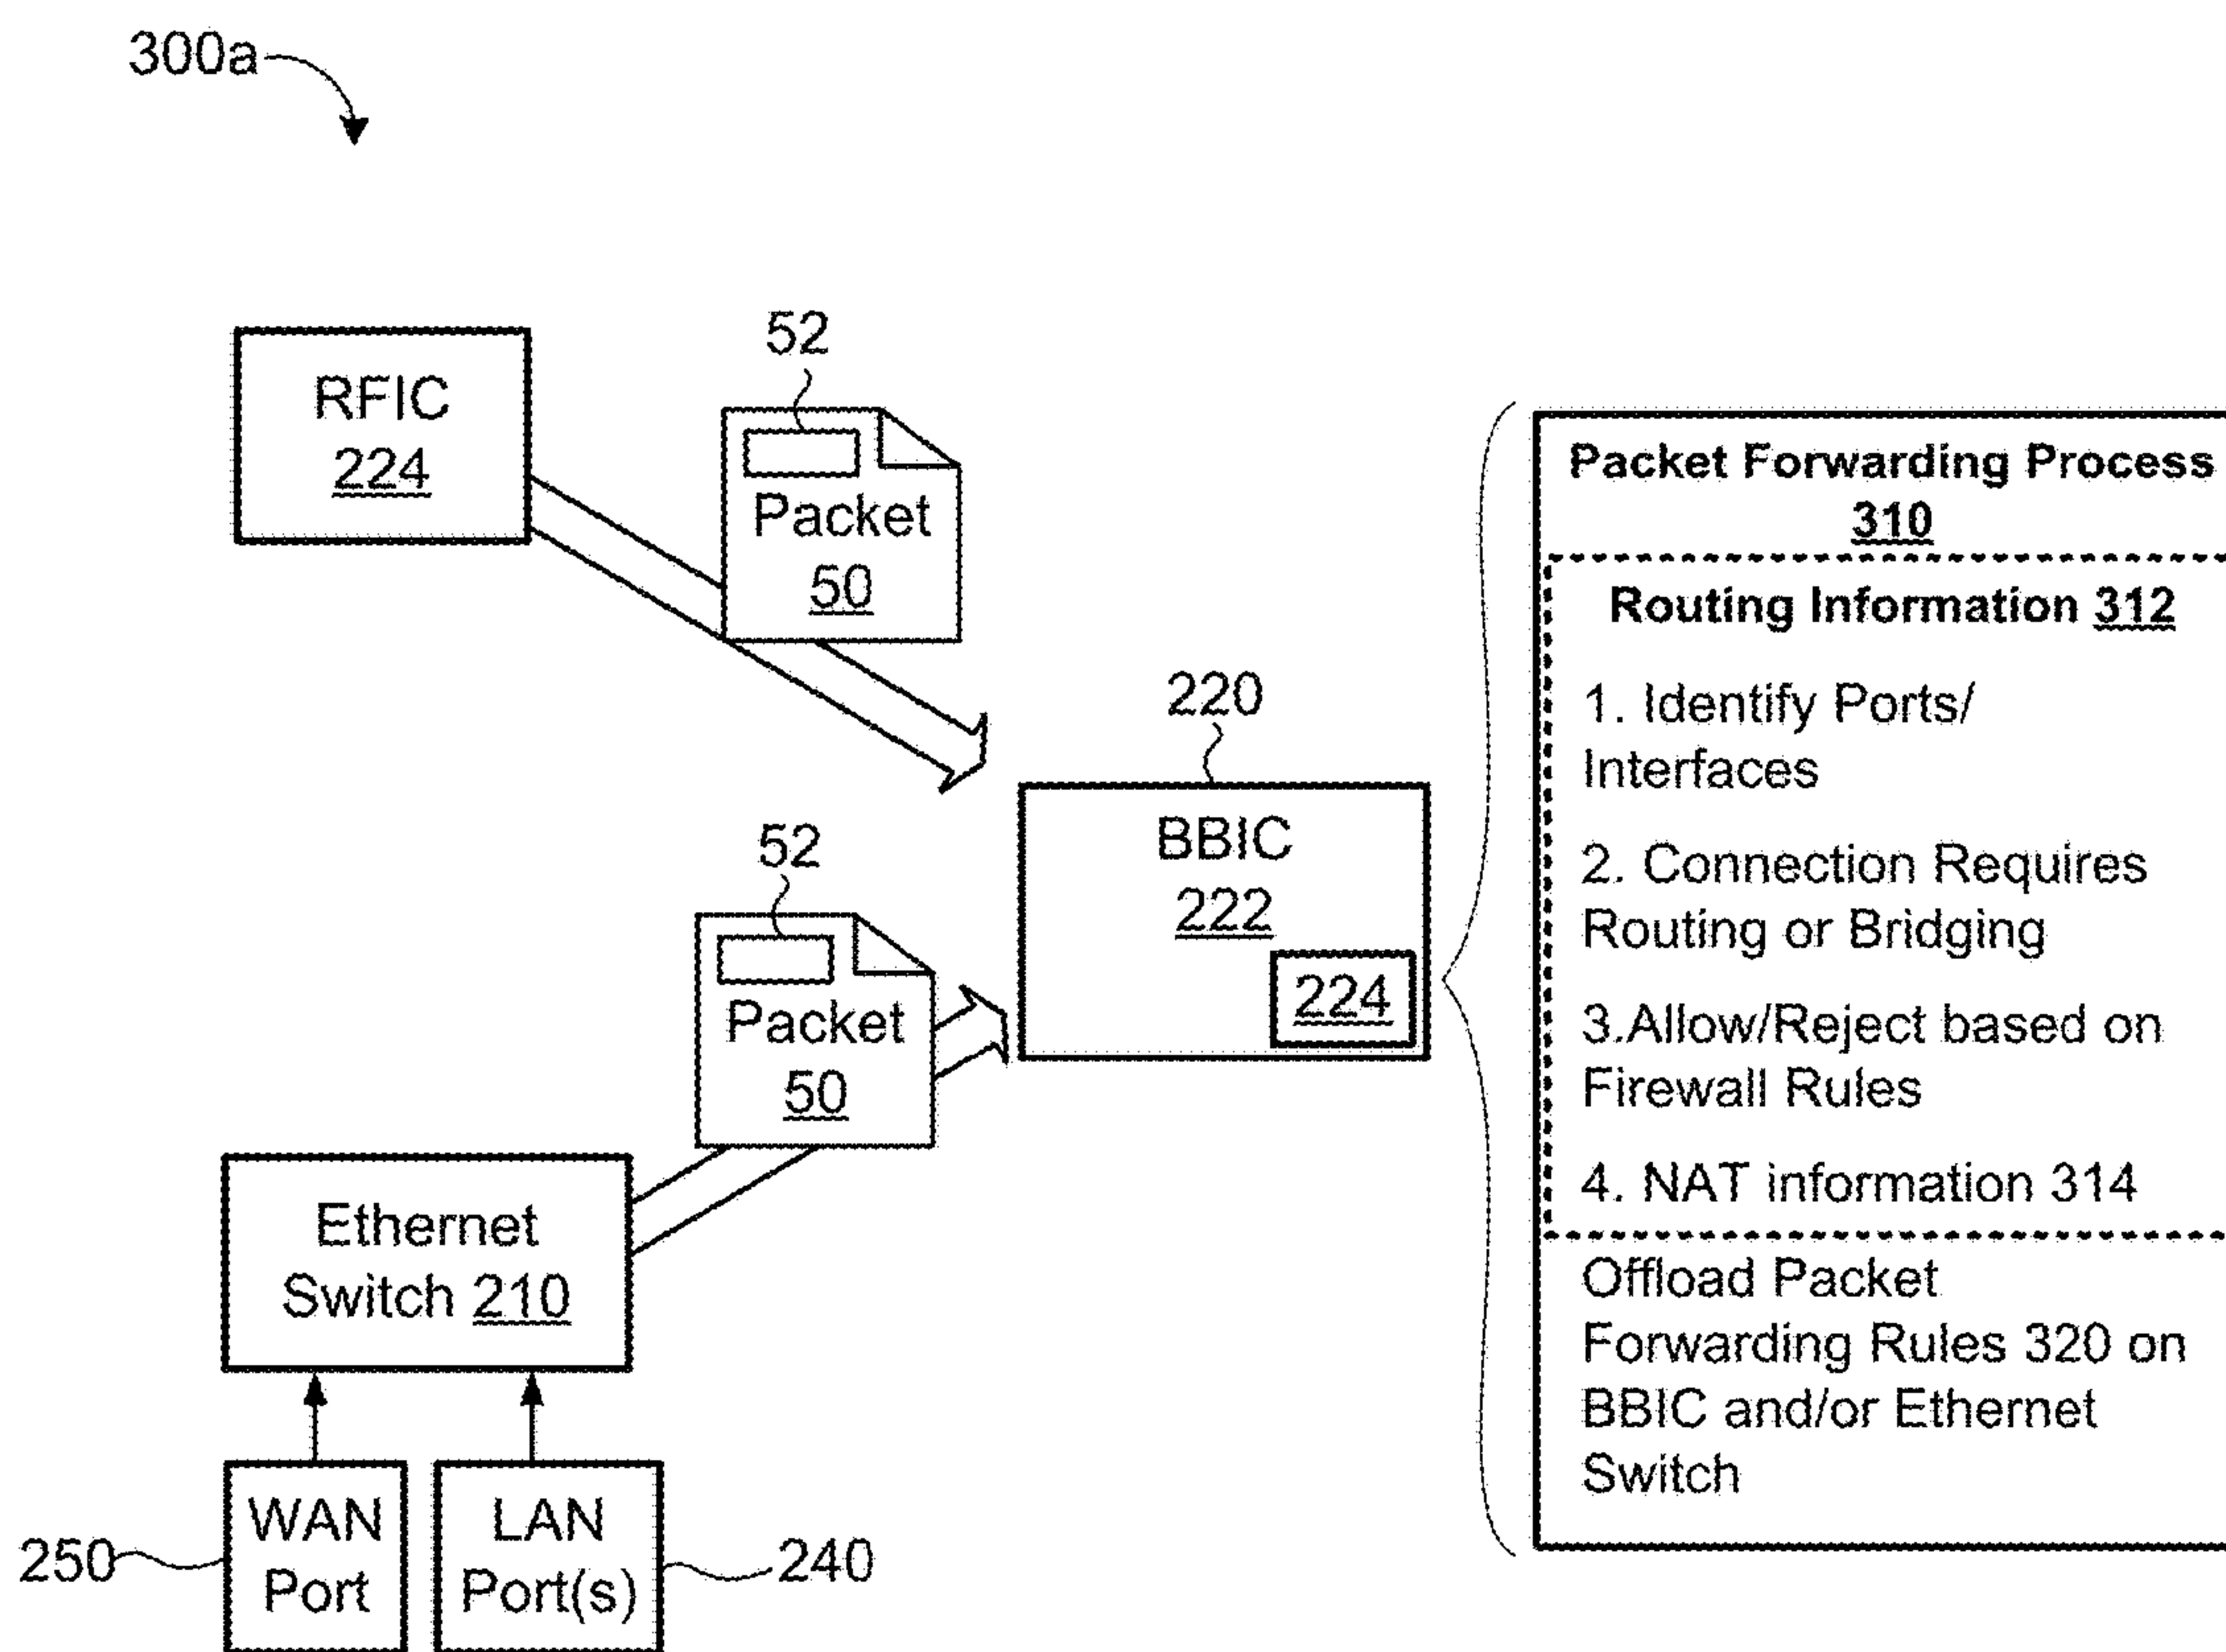 300a
RFIC
224
52
Packet
50
220
BBIC
222
224
52
Packet
50
Ethernet
Switch 210
WAN
Port
LAN
Port(s)
250
240
Packet Forwarding Process
310
Routing Information 312
1. Identify Ports/
Interfaces
2. Connection Requires
Routing or Bridging
3.Allow/Reject based on
Firewall Rules
4. NAT information 314
Offload Packet
Forwarding Rules 320 on
BBIC and/or Ethernet
Switch